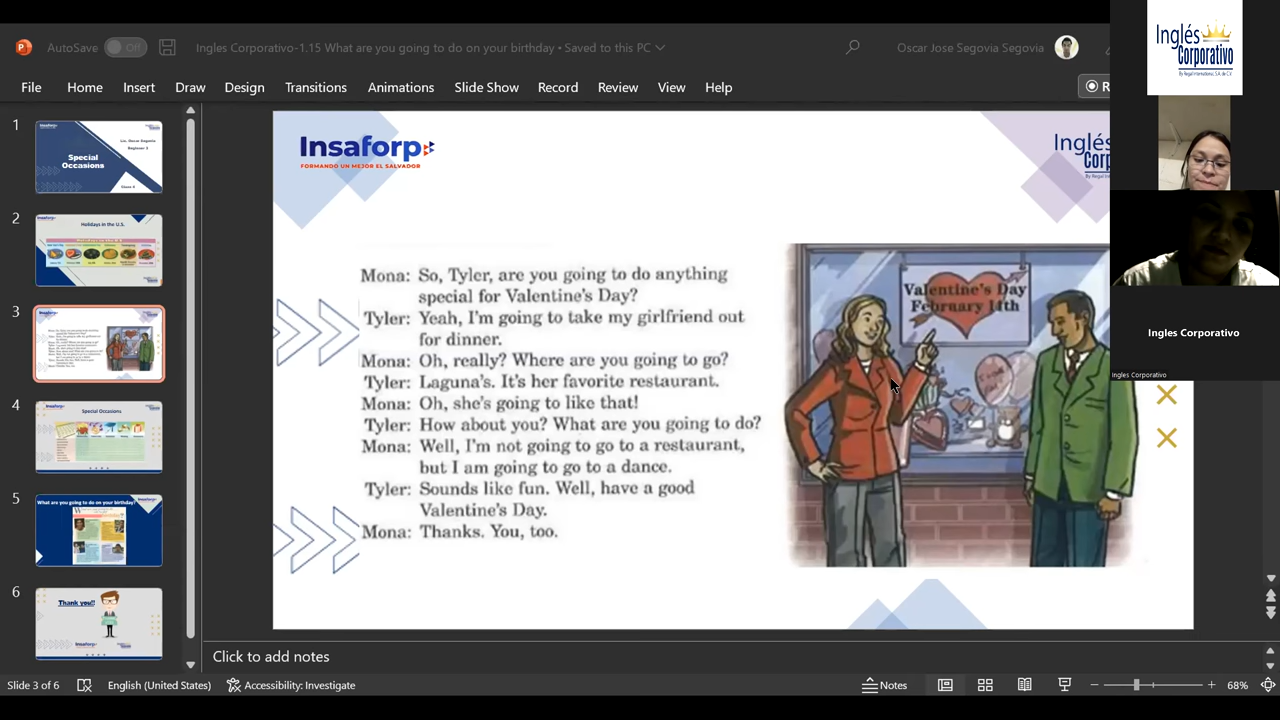 AutoSave Off Ingles Corporativo-1.15 What are you going to do on your birthday • Saved to this PC Oscar Jose Segovia Segovia
File Home Insert Draw Design Transitions Animations Slide Show Record Review View Help
1
Special
Occasions
2
Holidays in the U.S.
3
4
Special Occasions
5
What are you going to do on your birthday?
6
Thank you!!
Insaforp
FORMANDO UN MEJOR EL SALVADOR
Mona: So, Tyler, are you going to do anything
special for Valentine's Day?
Tyler: Yeah, I'm going to take my girlfriend out
for dinner.
Mona: Oh, really? Where are you going to go?
Tyler: Laguna's. It's her favorite restaurant.
Mona: Oh, she's going to like that!
Tyler: How about you? What are you going to do?
Mona: Well, I'm not going to go to a restaurant,
but I am going to go to a dance.
Tyler: Sounds like fun. Well, have a good
Valentine's Day.
Mona: Thanks. You, too.
Valentine's Day
February 14th
Inglés
Corporativo
Ingles Corporativo
Ingles Corporativo
Click to add notes
Slide 3 of 6 English (United States) Accessibility: Investigate Notes 68%